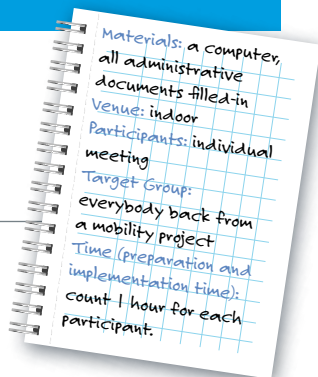 Materials: a computer,
all administrative
documents filled-in
Venue: indoor
Participants: individual
meeting
Target Group:
everybody back from
a mobility project
Time (preparation and
implementation time):
count 1 hour for each
participant.